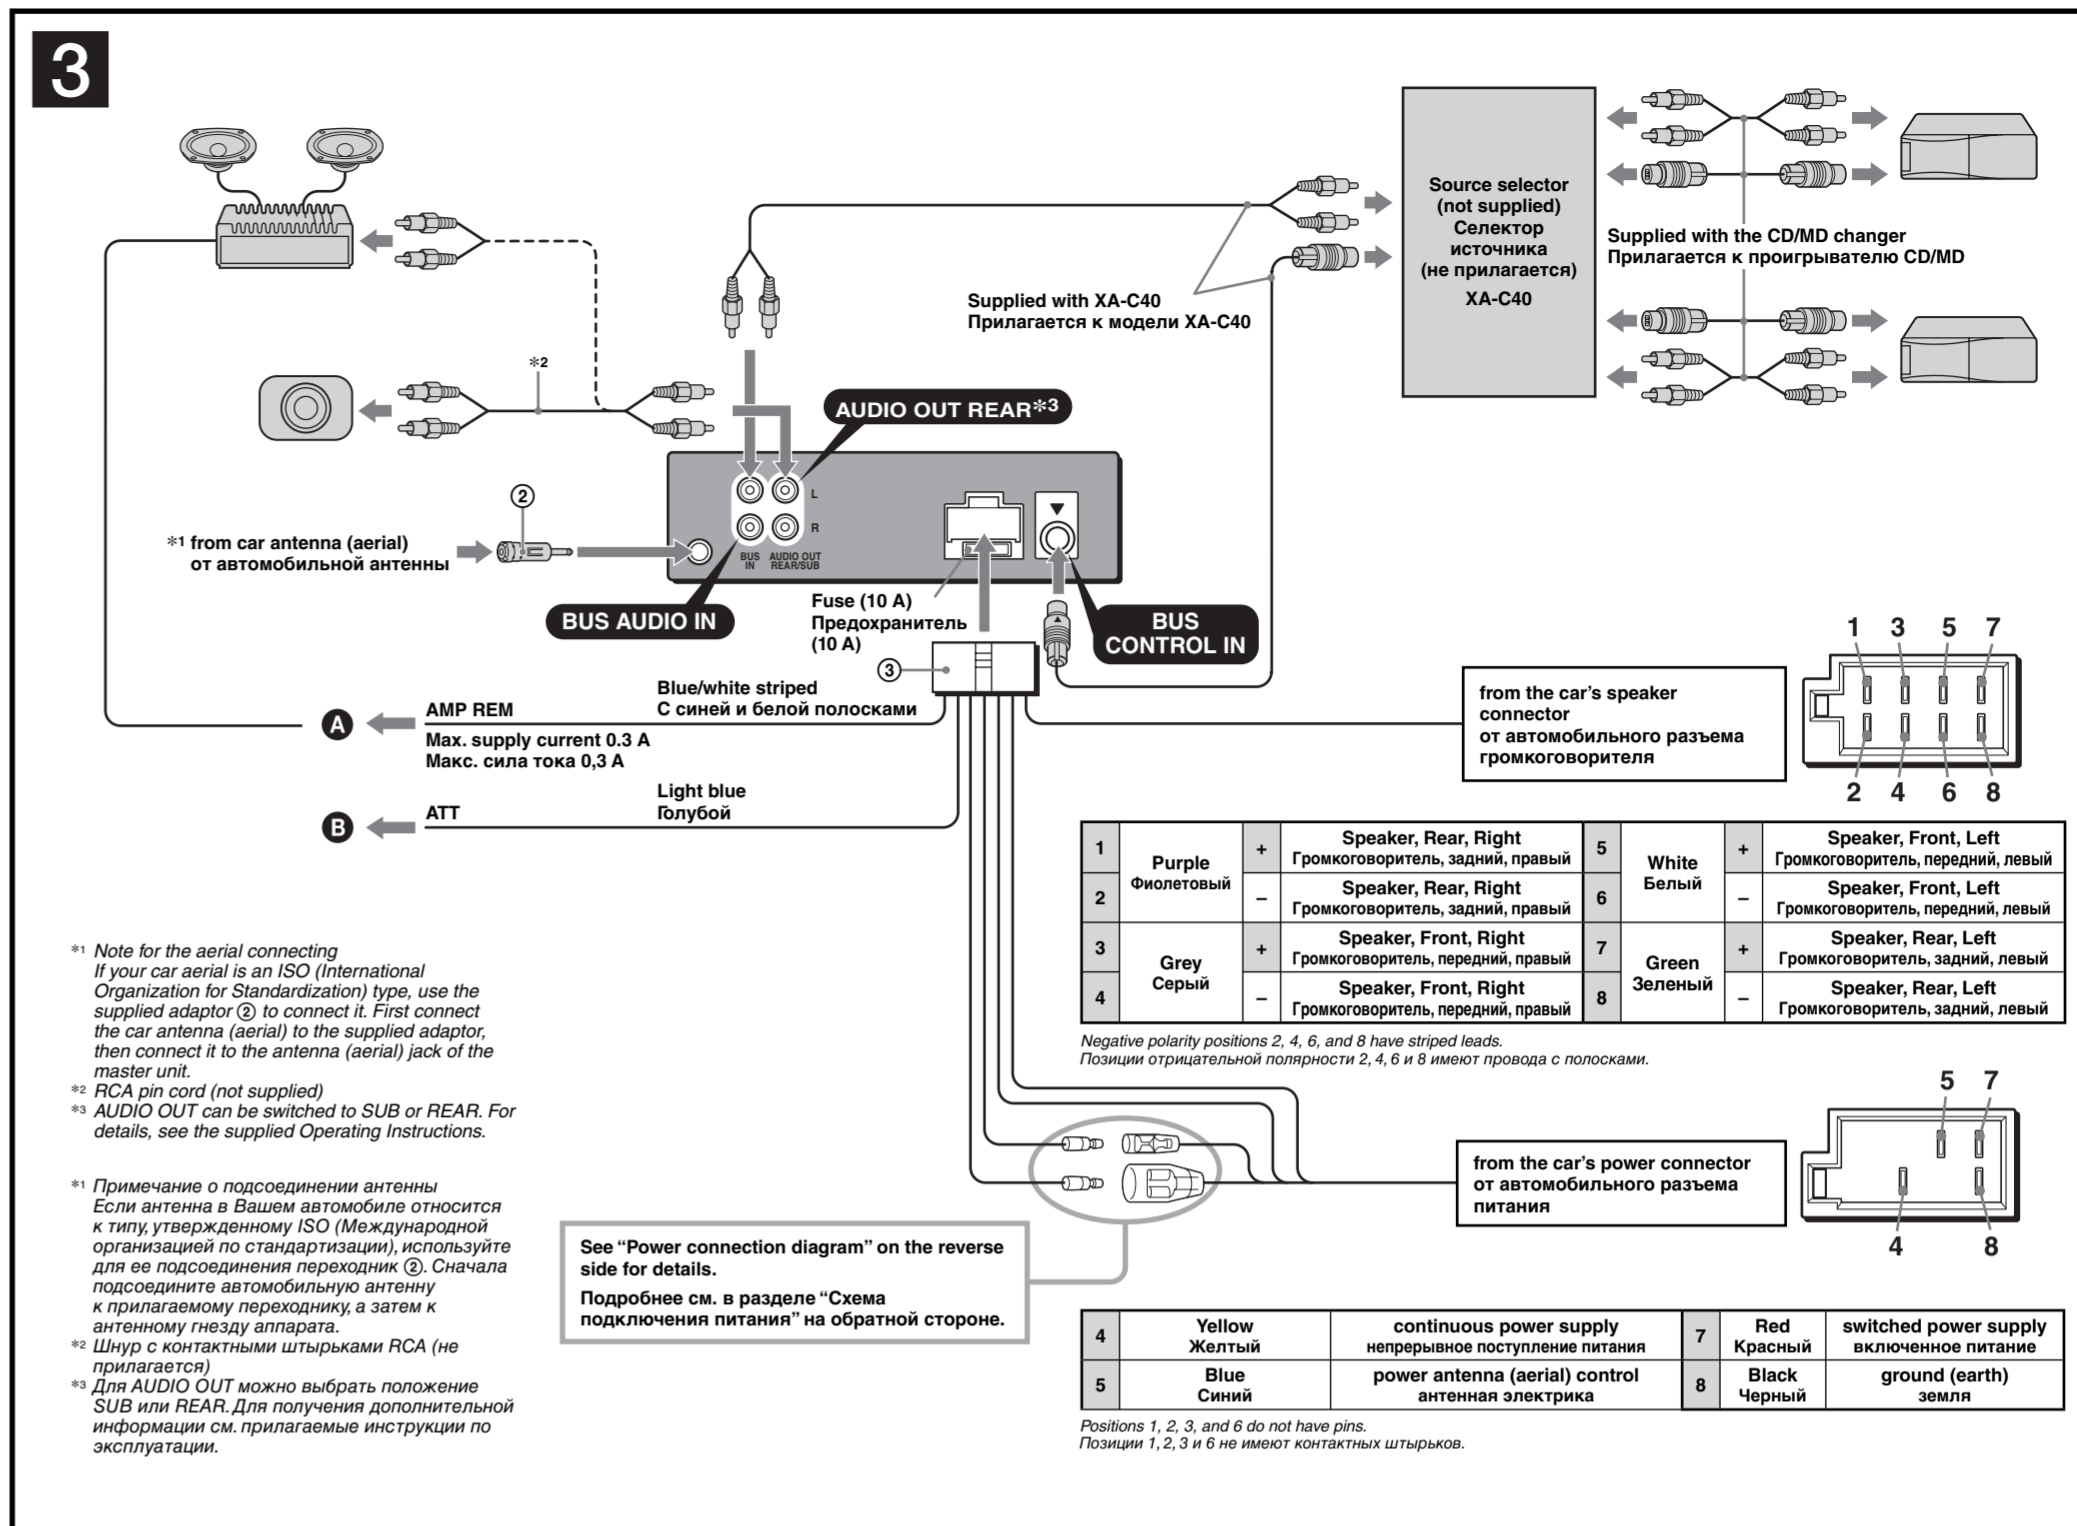 3
Source selector
(not supplied)
Селектор
источника
(не прилагается)
XA-C40
Supplied with the CD/MD changer
Прилагается к проигрывателю CD/MD
Supplied with XA-C40
Прилагается к модели XA-C40
*2
AUDIO OUT REAR*3
2
L
R
*1 from car antenna (aerial)
от автомобильной антенны
BUS
IN
AUDIO OUT
REAR/SUB
BUS AUDIO IN
Fuse (10 A)
Предохранитель
(10 A)
BUS
CONTROL IN
3
A
AMP REM
Blue/white striped
С синей и белой полосками
Max. supply current 0.3 A
Макс. сила тока 0,3 A
B
ATT
Light blue
Голубой
from the car’s speaker
connector
от автомобильного разъема
громкоговорителя
1 3 5 7
2 4 6 8
1 Purple Фиолетовый + Speaker, Rear, Right
Громкоговоритель, задний, правый
2 – Speaker, Rear, Right
Громкоговоритель, задний, правый
3 Grey Серый + Speaker, Front, Right
Громкоговоритель, передний, правый
4 – Speaker, Front, Right
Громкоговоритель, передний, правый
5 White Белый + Speaker, Front, Left
Громкоговоритель, передний, левый
6 – Speaker, Front, Left
Громкоговоритель, передний, левый
7 Green Зеленый + Speaker, Rear, Left
Громкоговоритель, задний, левый
8 – Speaker, Rear, Left
Громкоговоритель, задний, левый
Negative polarity positions 2, 4, 6, and 8 have striped leads.
Позиции отрицательной полярности 2, 4, 6 и 8 имеют провода с полосками.
*1 Note for the aerial connecting
If your car aerial is an ISO (International
Organization for Standardization) type, use the
supplied adaptor 2 to connect it. First connect
the car antenna (aerial) to the supplied adaptor,
then connect it to the antenna (aerial) jack of the
master unit.
*2 RCA pin cord (not supplied)
*3 AUDIO OUT can be switched to SUB or REAR. For
details, see the supplied Operating Instructions.
*1 Примечание о подсоединении антенны
Если антенна в Вашем автомобиле относится
к типу, утвержденному ISO (Международной
организацией по стандартизации), используйте
для ее подсоединения переходник 2. Сначала
подсоедините автомобильную антенну
к прилагаемому переходнику, а затем к
антенному гнезду аппарата.
*2 Шнур с контактными штырьками RCA (не
прилагается)
*3 Для AUDIO OUT можно выбрать положение
SUB или REAR. Для получения дополнительной
информации см. прилагаемые инструкции по
эксплуатации.
See “Power connection diagram” on the reverse
side for details.
Подробнее см. в разделе “Схема
подключения питания” на обратной стороне.
from the car’s power connector
от автомобильного разъема
питания
5 7
4 8
4 Yellow Желтый continuous power supply
непрерывное поступление питания
5 Blue Синий power antenna (aerial) control
антенная электрика
7 Red Красный switched power supply
включенное питание
8 Black Черный ground (earth)
земля
Positions 1, 2, 3, and 6 do not have pins.
Позиции 1, 2, 3 и 6 не имеют контактных штырьков.